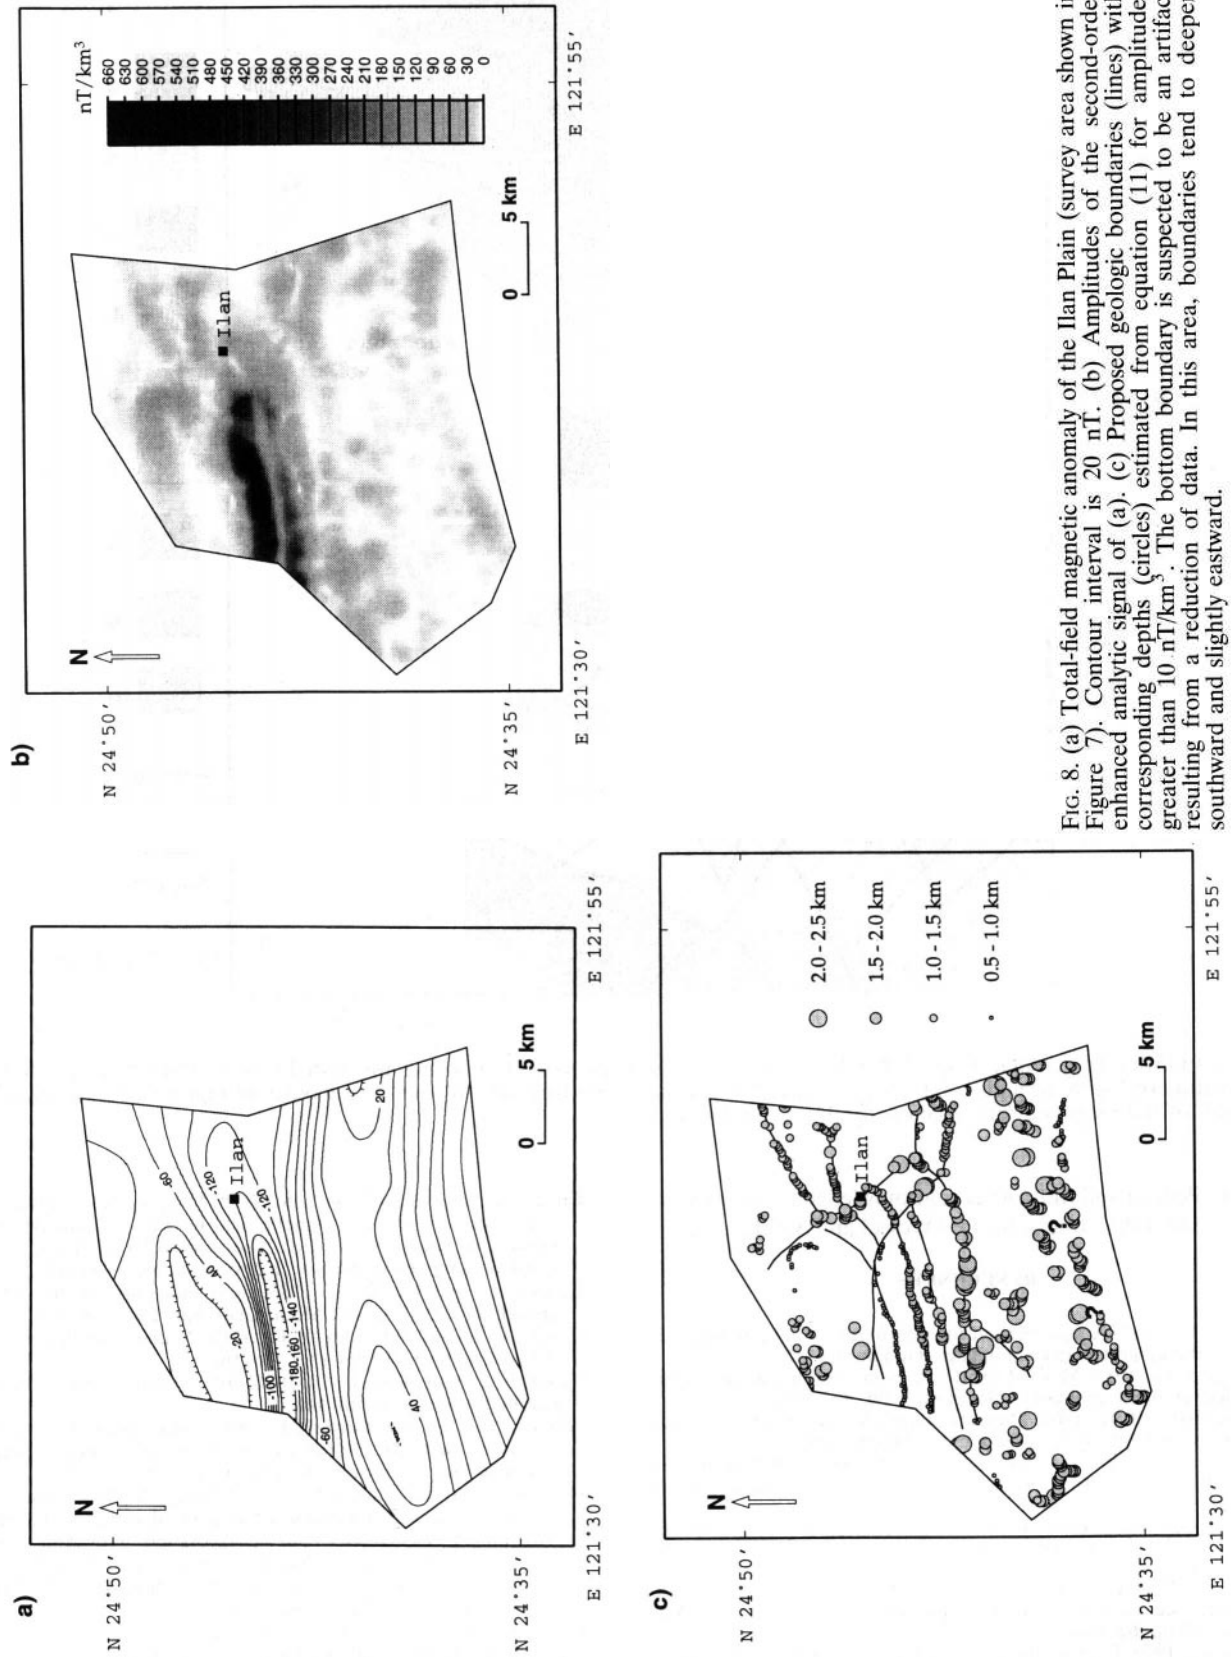 a)
N
N 24°50′
N 24°35′
E 121°30′
E 121°55′
Ilan
0 5 km
-60
-120
-120
-40
-20
-100
-180
-160
-140
-60
40
20
b)
N
N 24°50′
N 24°35′
E 121°30′
E 121°55′
Ilan
0 5 km
nT/km³
660
630
600
570
540
510
480
450
420
390
360
330
300
270
240
210
180
150
120
90
60
30
0
c)
N
N 24°50′
N 24°35′
E 121°30′
E 121°55′
Ilan
0 5 km
2.0 - 2.5 km
1.5 - 2.0 km
1.0 - 1.5 km
0.5 - 1.0 km
?
?
FIG. 8. (a) Total-field magnetic anomaly of the Ilan Plain (survey area shown in
Figure 7). Contour interval is 20 nT. (b) Amplitudes of the second-order
enhanced analytic signal of (a). (c) Proposed geologic boundaries (lines) with
corresponding depths (circles) estimated from equation (11) for amplitudes
greater than 10 nT/km³. The bottom boundary is suspected to be an artifact
resulting from a reduction of data. In this area, boundaries tend to deepen
southward and slightly eastward.